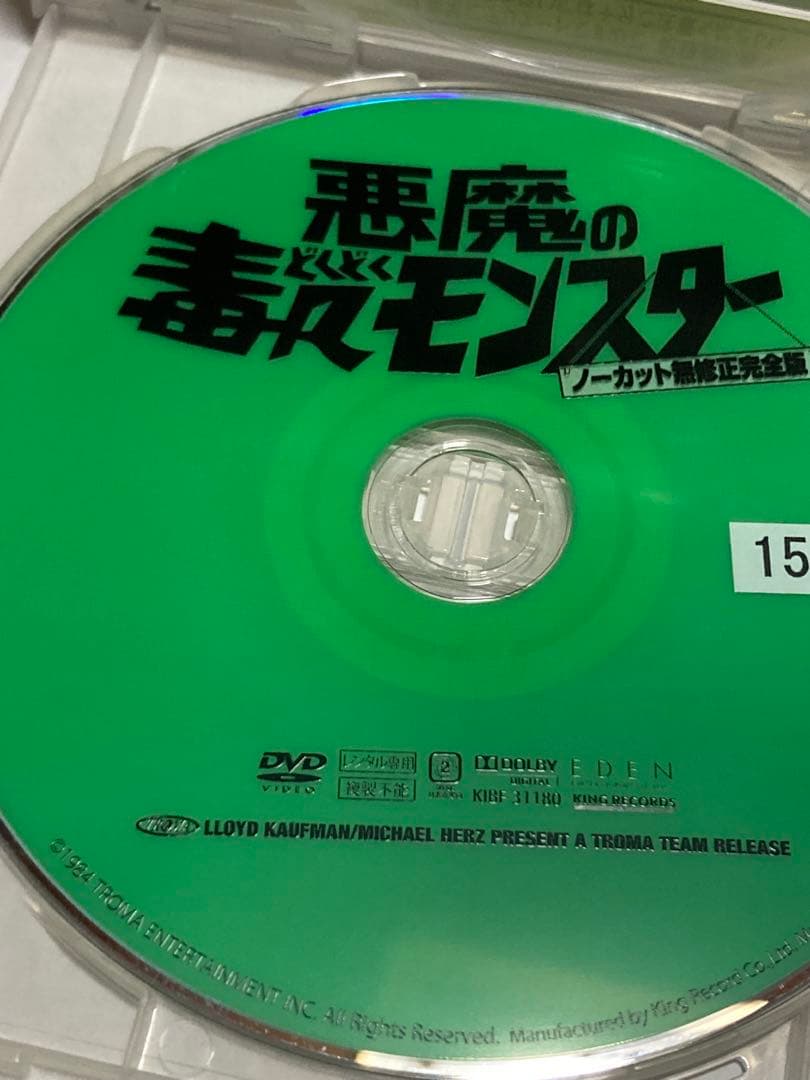 悪魔の
どくどく
毒々モンスター
ノーカット無修正完全版
15
DVD VIDEO
レンタル専用
複製不能
2
DOLBY DIGITAL
EDEN
KIBF 31180
KING RECORDS
TROMA LLOYD KAUFMAN/MICHAEL HERZ PRESENT A TROMA TEAM RELEASE
©1984 TROMA ENTERTAINMENT INC. All Rights Reserved. Manufactured by King Record Co.,Ltd.